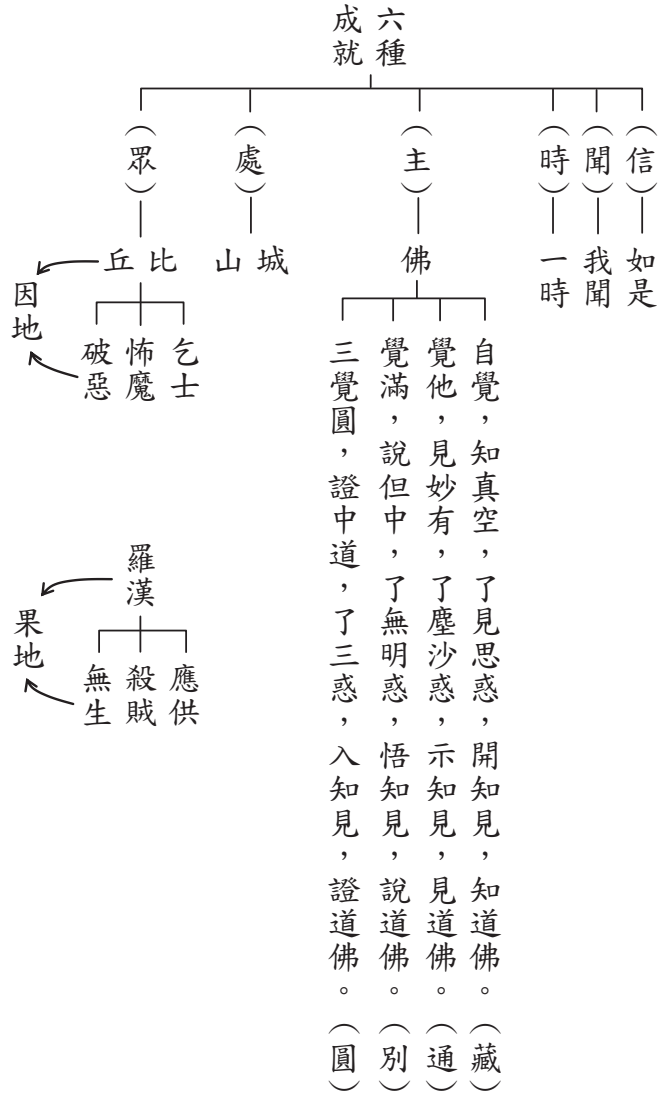 六種
成就
（信）
如是
（聞）
我聞
（時）
一時
（主）
佛
自覺，知真空，了見思惑，開知見，知道佛。（藏）
覺他，見妙有，了塵沙惑，示知見，見道佛。（通）
覺滿，說但中，了無明惑，悟知見，說道佛。（別）
三覺圓，證中道，了三惑，入知見，證道佛。（圓）
（處）
城
山
（眾）
比
丘
乞士
怖魔
破惡
因地
羅漢
應供
殺賊
無生
果地